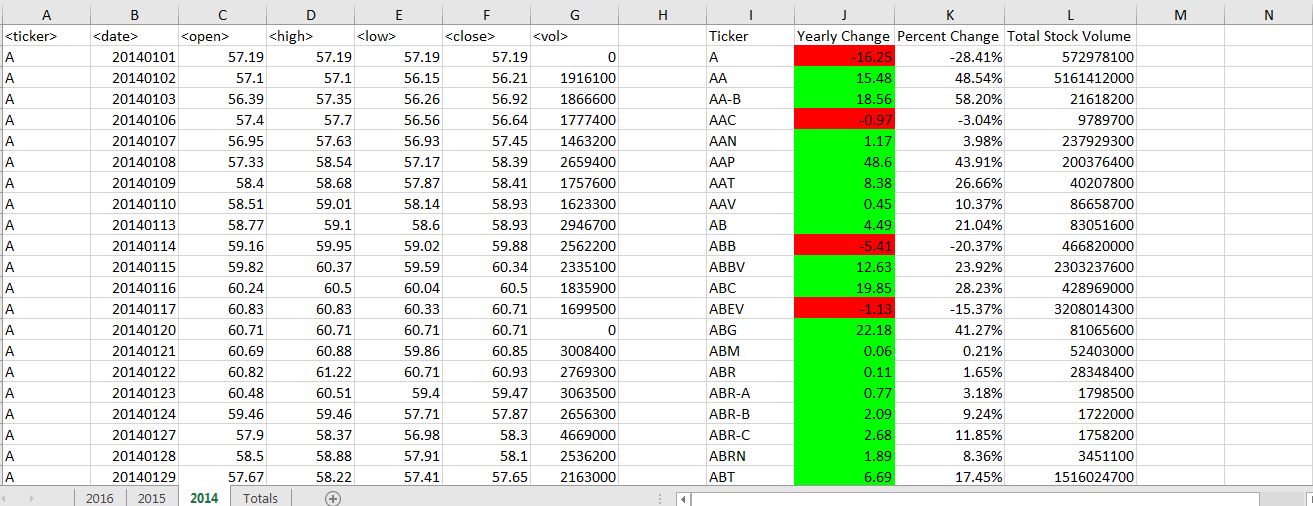 A B C D E F G H I J K L M N
<ticker> <date> <open> <high> <low> <close> <vol> Ticker Yearly Change Percent Change Total Stock Volume
A 20140101 57.19 57.19 57.19 57.19 0 A -16.25 -28.41% 572978100
A 20140102 57.1 57.1 56.15 56.21 1916100 AA 15.48 48.54% 5161412000
A 20140103 56.39 57.35 56.26 56.92 1866600 AA-B 18.56 58.20% 21618200
A 20140106 57.4 57.7 56.56 56.64 1777400 AAC -0.97 -3.04% 9789700
A 20140107 56.95 57.63 56.93 57.45 1463200 AAN 1.17 3.98% 237929300
A 20140108 57.33 58.54 57.17 58.39 2659400 AAP 48.6 43.91% 200376400
A 20140109 58.4 58.68 57.87 58.41 1757600 AAT 8.38 26.66% 40207800
A 20140110 58.51 59.01 58.14 58.93 1623300 AAV 0.45 10.37% 86658700
A 20140113 58.77 59.1 58.6 58.93 2946700 AB 4.49 21.04% 83051600
A 20140114 59.16 59.95 59.02 59.88 2562200 ABB -5.41 -20.37% 466820000
A 20140115 59.82 60.37 59.59 60.34 2335100 ABBV 12.63 23.92% 2303237600
A 20140116 60.24 60.5 60.04 60.5 1835900 ABC 19.85 28.23% 428969000
A 20140117 60.83 60.83 60.33 60.71 1699500 ABEV -1.13 -15.37% 3208014300
A 20140120 60.71 60.71 60.71 60.71 0 ABG 22.18 41.27% 81065600
A 20140121 60.69 60.88 59.86 60.85 3008400 ABM 0.06 0.21% 52403000
A 20140122 60.82 61.22 60.71 60.93 2769300 ABR 0.11 1.65% 28348400
A 20140123 60.48 60.51 59.4 59.47 3063500 ABR-A 0.77 3.18% 1798500
A 20140124 59.46 59.46 57.71 57.87 2656300 ABR-B 2.09 9.24% 1722000
A 20140127 57.9 58.37 56.98 58.3 4669000 ABR-C 2.68 11.85% 1758200
A 20140128 58.5 58.88 57.91 58.1 2536200 ABRN 1.89 8.36% 3451100
A 20140129 57.67 58.22 57.41 57.65 2163000 ABT 6.69 17.45% 1516024700
2016 2015 2014 Totals